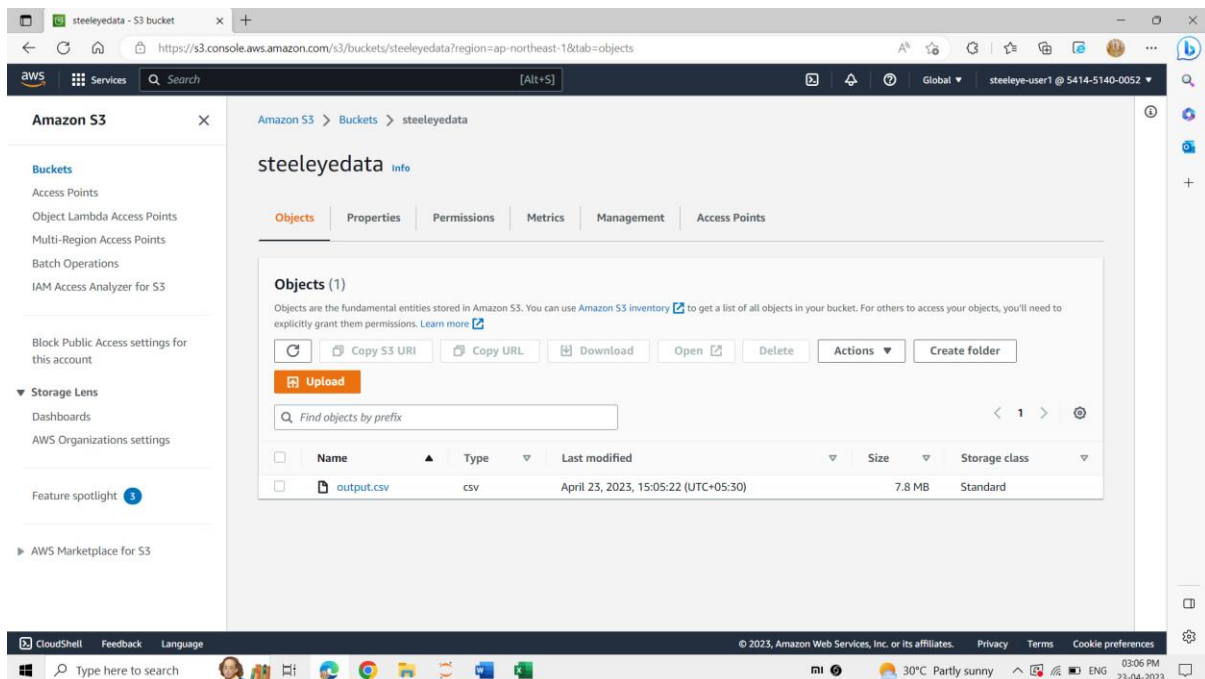 steeleyedata - S3 bucket
https://s3.console.aws.amazon.com/s3/buckets/steeleyedata?region=ap-northeast-1&tab=objects
aws Services Search [Alt+S] Global steeleye-user1 @ 5414-5140-0052
Amazon S3
Buckets
Access Points
Object Lambda Access Points
Multi-Region Access Points
Batch Operations
IAM Access Analyzer for S3
Block Public Access settings for
this account
Storage Lens
Dashboards
AWS Organizations settings
Feature spotlight 3
AWS Marketplace for S3
Amazon S3 > Buckets > steeleyedata
steeleyedata Info
Objects Properties Permissions Metrics Management Access Points
Objects (1)
Objects are the fundamental entities stored in Amazon S3. You can use Amazon S3 inventory to get a list of all objects in your bucket. For others to access your objects, you'll need to
explicitly grant them permissions. Learn more
Copy S3 URI Copy URL Download Open Delete Actions Create folder
Upload
Find objects by prefix
1
Name Type Last modified Size Storage class
output.csv csv April 23, 2023, 15:05:22 (UTC+05:30) 7.8 MB Standard
CloudShell Feedback Language © 2023, Amazon Web Services, Inc. or its affiliates. Privacy Terms Cookie preferences
Type here to search 30°C Partly sunny ENG 03:06 PM
23-04-2023